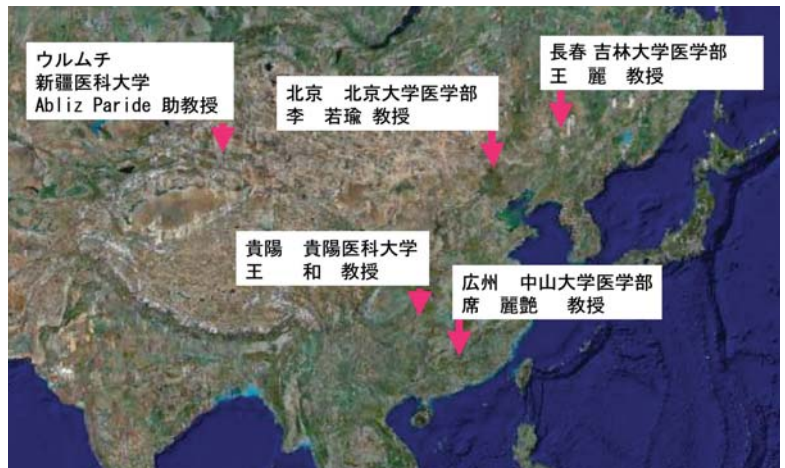 ウルムチ
新疆医科大学
Abliz Paride 助教授
北京　北京大学医学部
李　若瑜 教授
長春 吉林大学医学部
王　麗　教授
貴陽　貴陽医科大学
王　　和　教授
広州　中山大学医学部
席　麗艶　教授